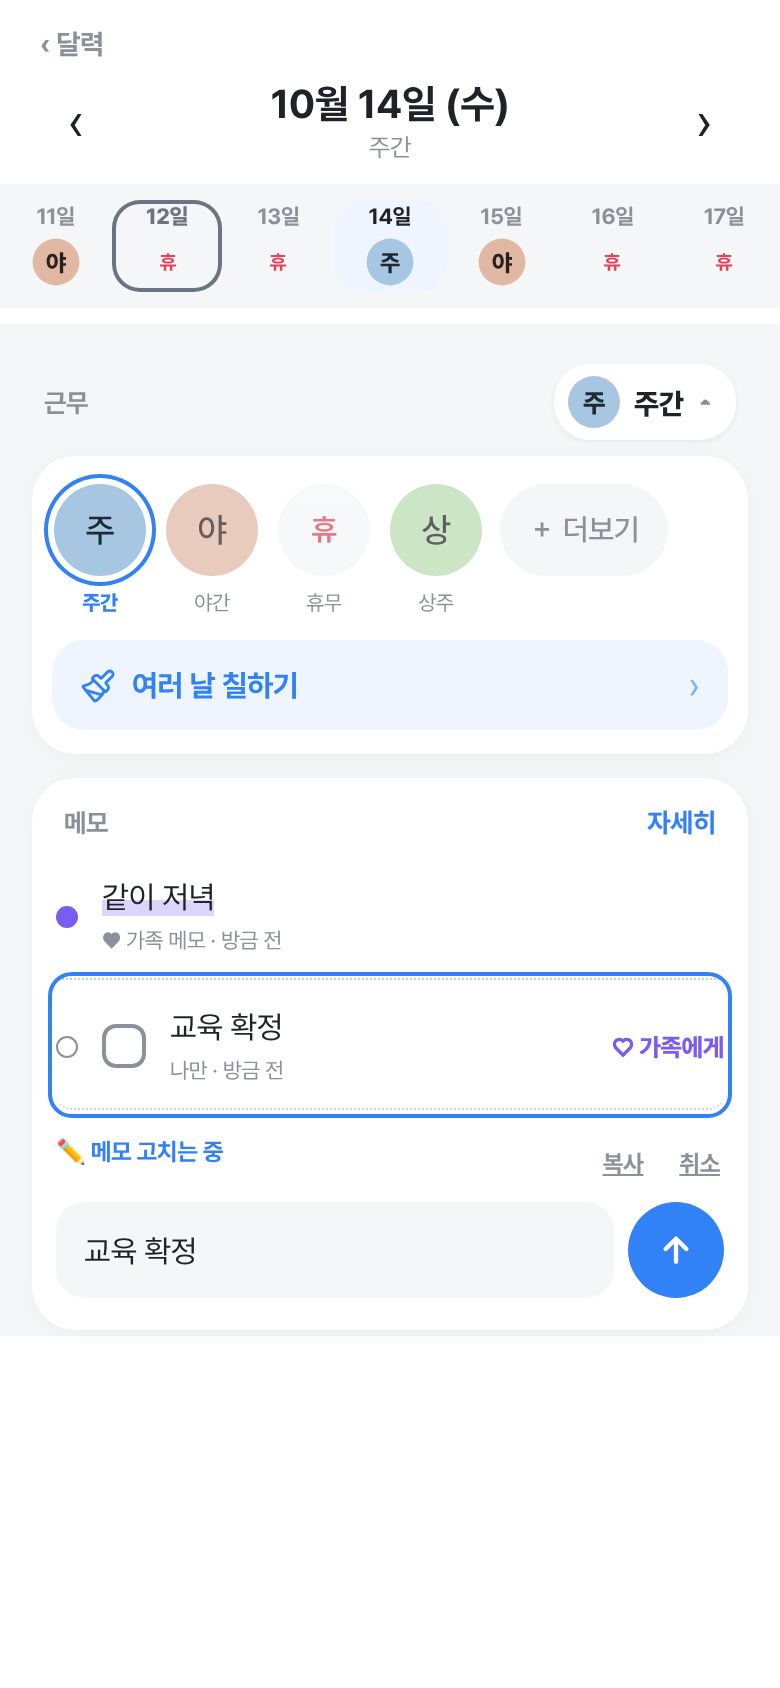 ‹ 달력
‹ 10월 14일 (수) ›
주간
11일 12일 13일 14일 15일 16일 17일
야 휴 휴 주 야 휴 휴
근무 주 주간
주 야 휴 상 + 더보기
주간 야간 휴무 상주
여러 날 칠하기 ›
메모 자세히
같이 저녁
가족 메모 · 방금 전
교육 확정
나만 · 방금 전
가족에게
✏️ 메모 고치는 중 복사 취소
교육 확정